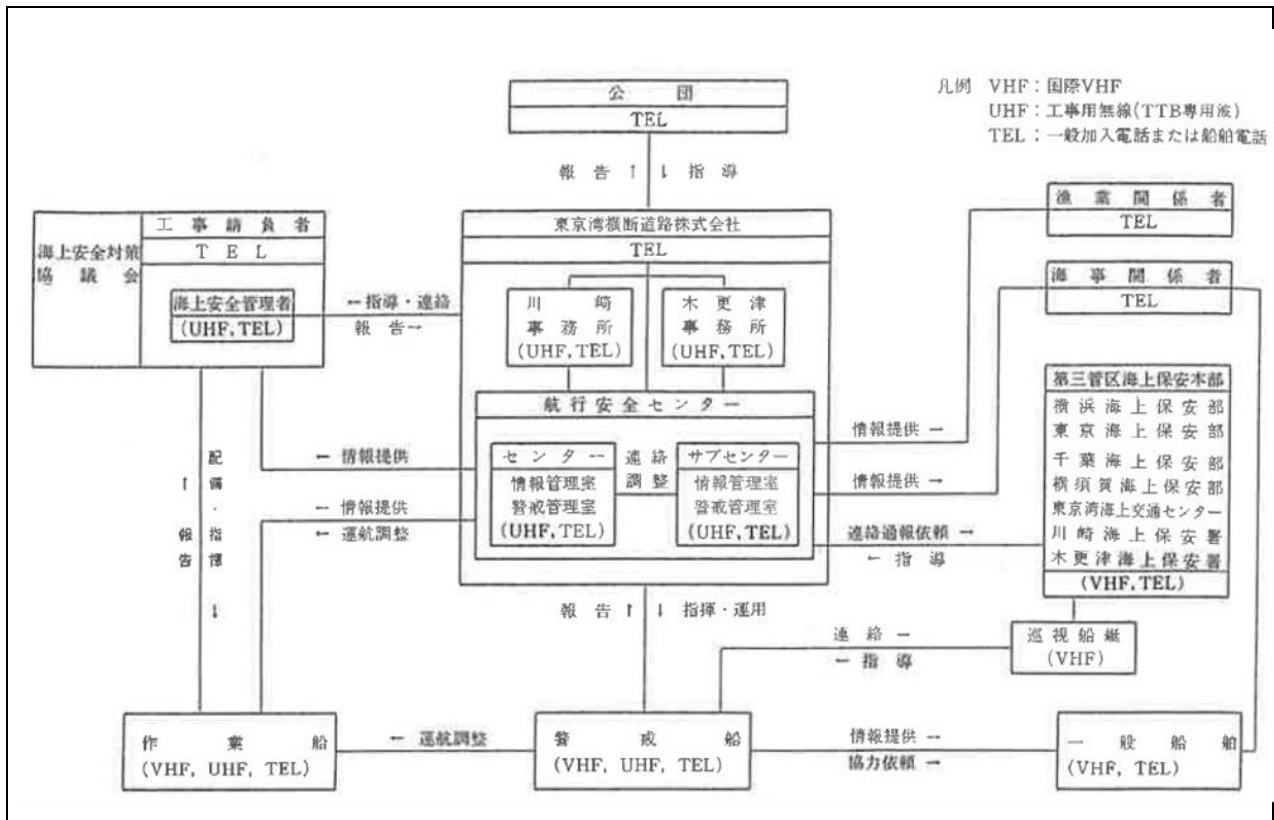 公団
TEL
凡例 VHF：国際VHF
UHF：工事用無線(TTB専用波)
TEL：一般加入電話または船舶電話
報告↑↓指導
海上安全対策
協議会
工事請負者
TEL
海上安全管理者
(UHF, TEL)
←指導・連絡
報告→
東京湾横断道路株式会社
TEL
川崎
事務所
(UHF, TEL)
木更津
事務所
(UHF, TEL)
漁業関係者
TEL
海事関係者
TEL
航行安全センター
センター
情報管理室
警戒管理室
(UHF, TEL)
連絡
調整
サブセンター
情報管理室
警戒管理室
(UHF, TEL)
情報提供→
情報提供→
連絡通報依頼→
←指導
第三管区海上保安本部
横浜海上保安部
東京海上保安部
千葉海上保安部
横須賀海上保安部
東京湾海上交通センター
川崎海上保安署
木更津海上保安署
(VHF, TEL)
←情報提供
←情報提供
←運航調整
配備・指揮↓
↑報告
報告↑↓指揮・運用
連絡→
←指導
巡視船艇
(VHF)
作業船
(VHF, UHF, TEL)
←運航調整
警戒船
(VHF, UHF, TEL)
情報提供→
協力依頼→
一般船舶
(VHF, TEL)